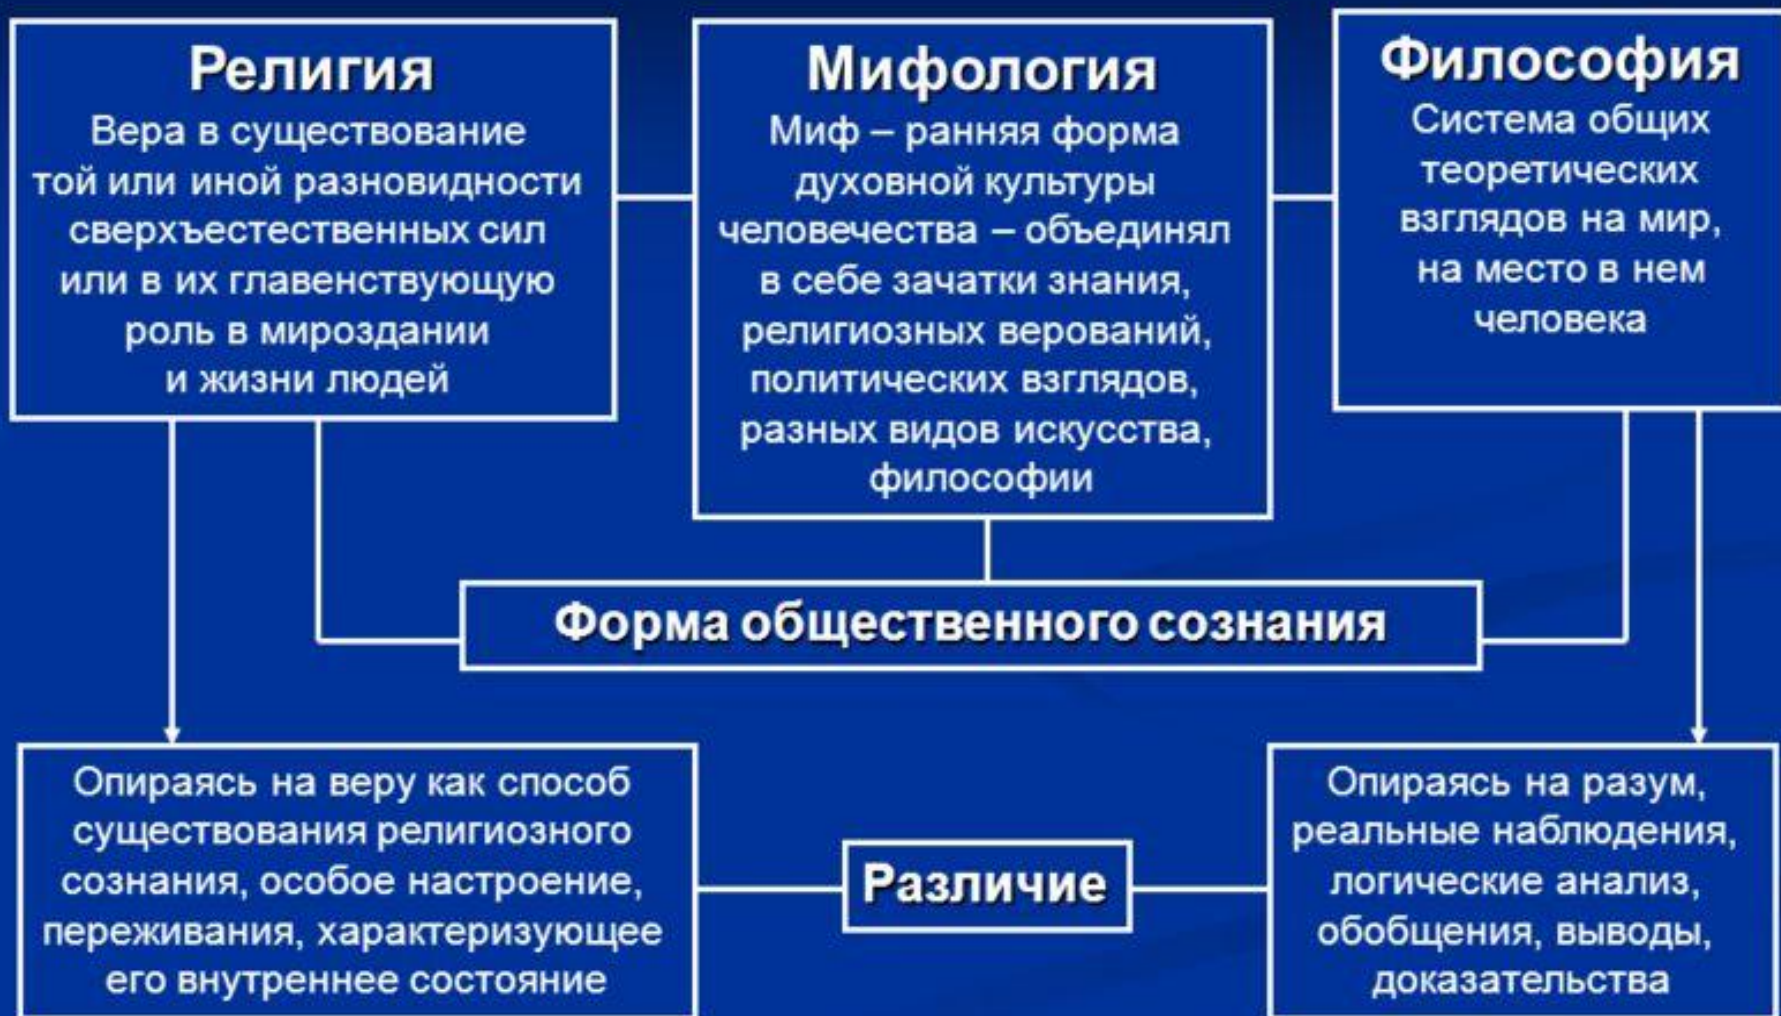 Религия
Вера в существование
той или иной разновидности
сверхъестественных сил
или в их главенствующую
роль в мироздании
и жизни людей
Мифология
Миф – ранняя форма
духовной культуры
человечества – объединял
в себе зачатки знания,
религиозных верований,
политических взглядов,
разных видов искусства,
философии
Философия
Система общих
теоретических
взглядов на мир,
на место в нем
человека
Форма общественного сознания
Опираясь на веру как способ
существования религиозного
сознания, особое настроение,
переживания, характеризующее
его внутреннее состояние
Различие
Опираясь на разум,
реальные наблюдения,
логические анализ,
обобщения, выводы,
доказательства